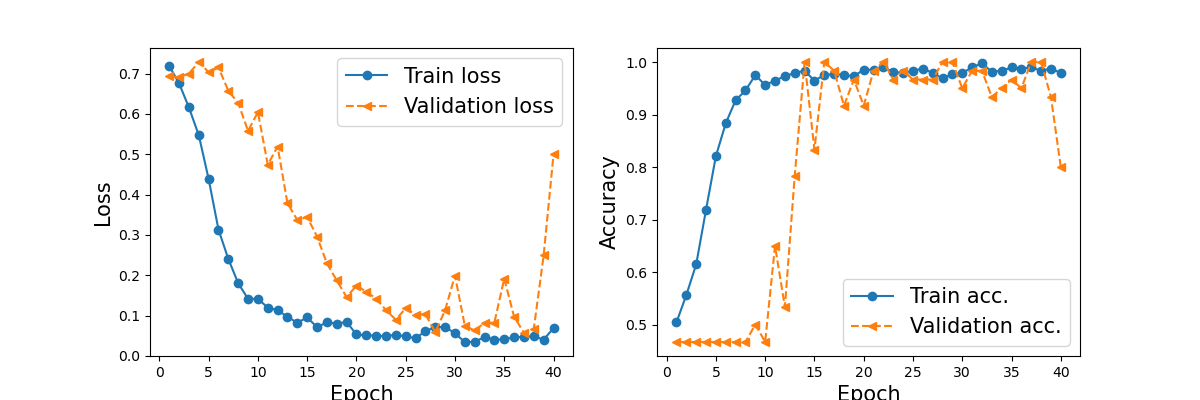 Train loss
Validation loss
Loss
0.7
0.6
0.5
0.4
0.3
0.2
0.1
0.0
0 5 10 15 20 25 30 35 40
Epoch
Train acc.
Validation acc.
Accuracy
1.0
0.9
0.8
0.7
0.6
0.5
0 5 10 15 20 25 30 35 40
Epoch